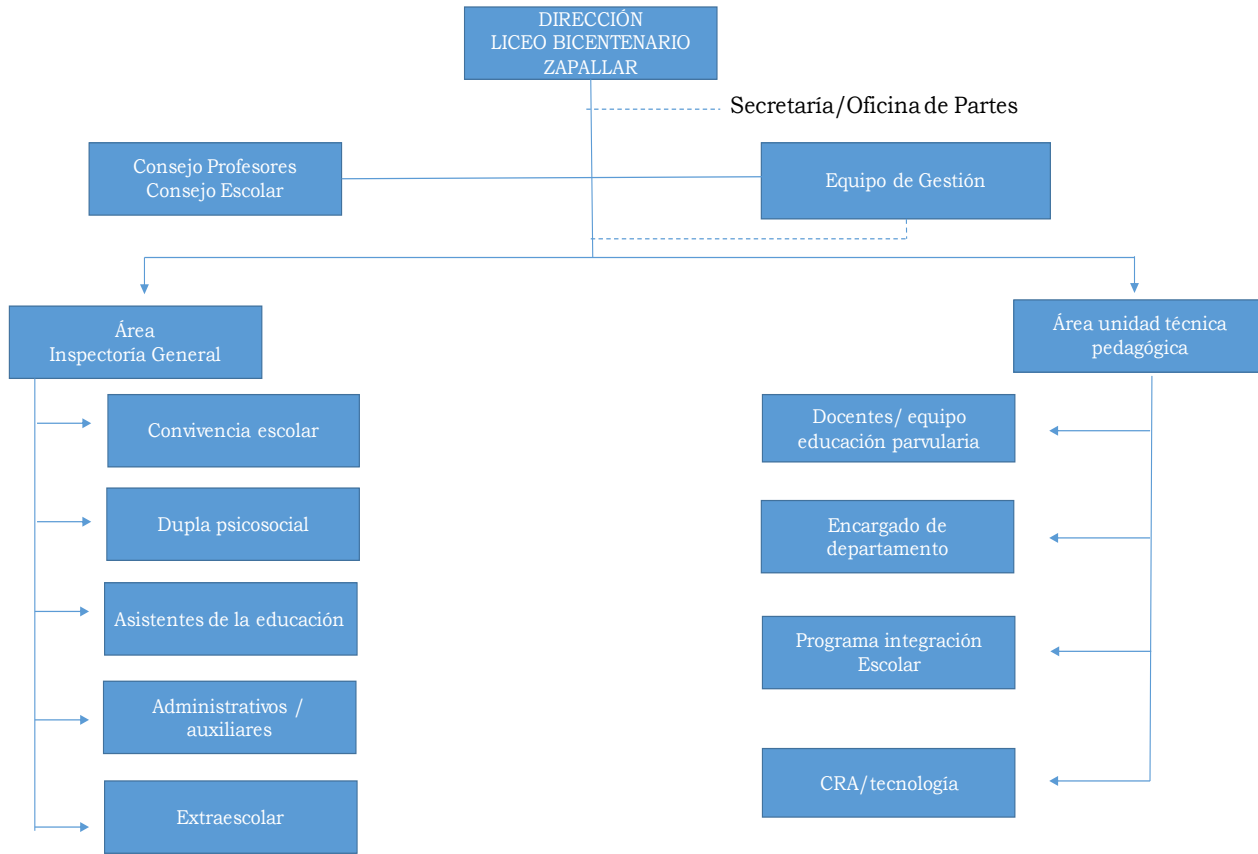 DIRECCIÓN
LICEO BICENTENARIO
ZAPALLAR
Secretaría/Oficina de Partes
Consejo Profesores
Consejo Escolar
Equipo de Gestión
Área
Inspectoría General
Área unidad técnica
pedagógica
Convivencia escolar
Dupla psicosocial
Asistentes de la educación
Administrativos /
auxiliares
Extraescolar
Docentes/ equipo
educación parvularia
Encargado de
departamento
Programa integración
Escolar
CRA/tecnología